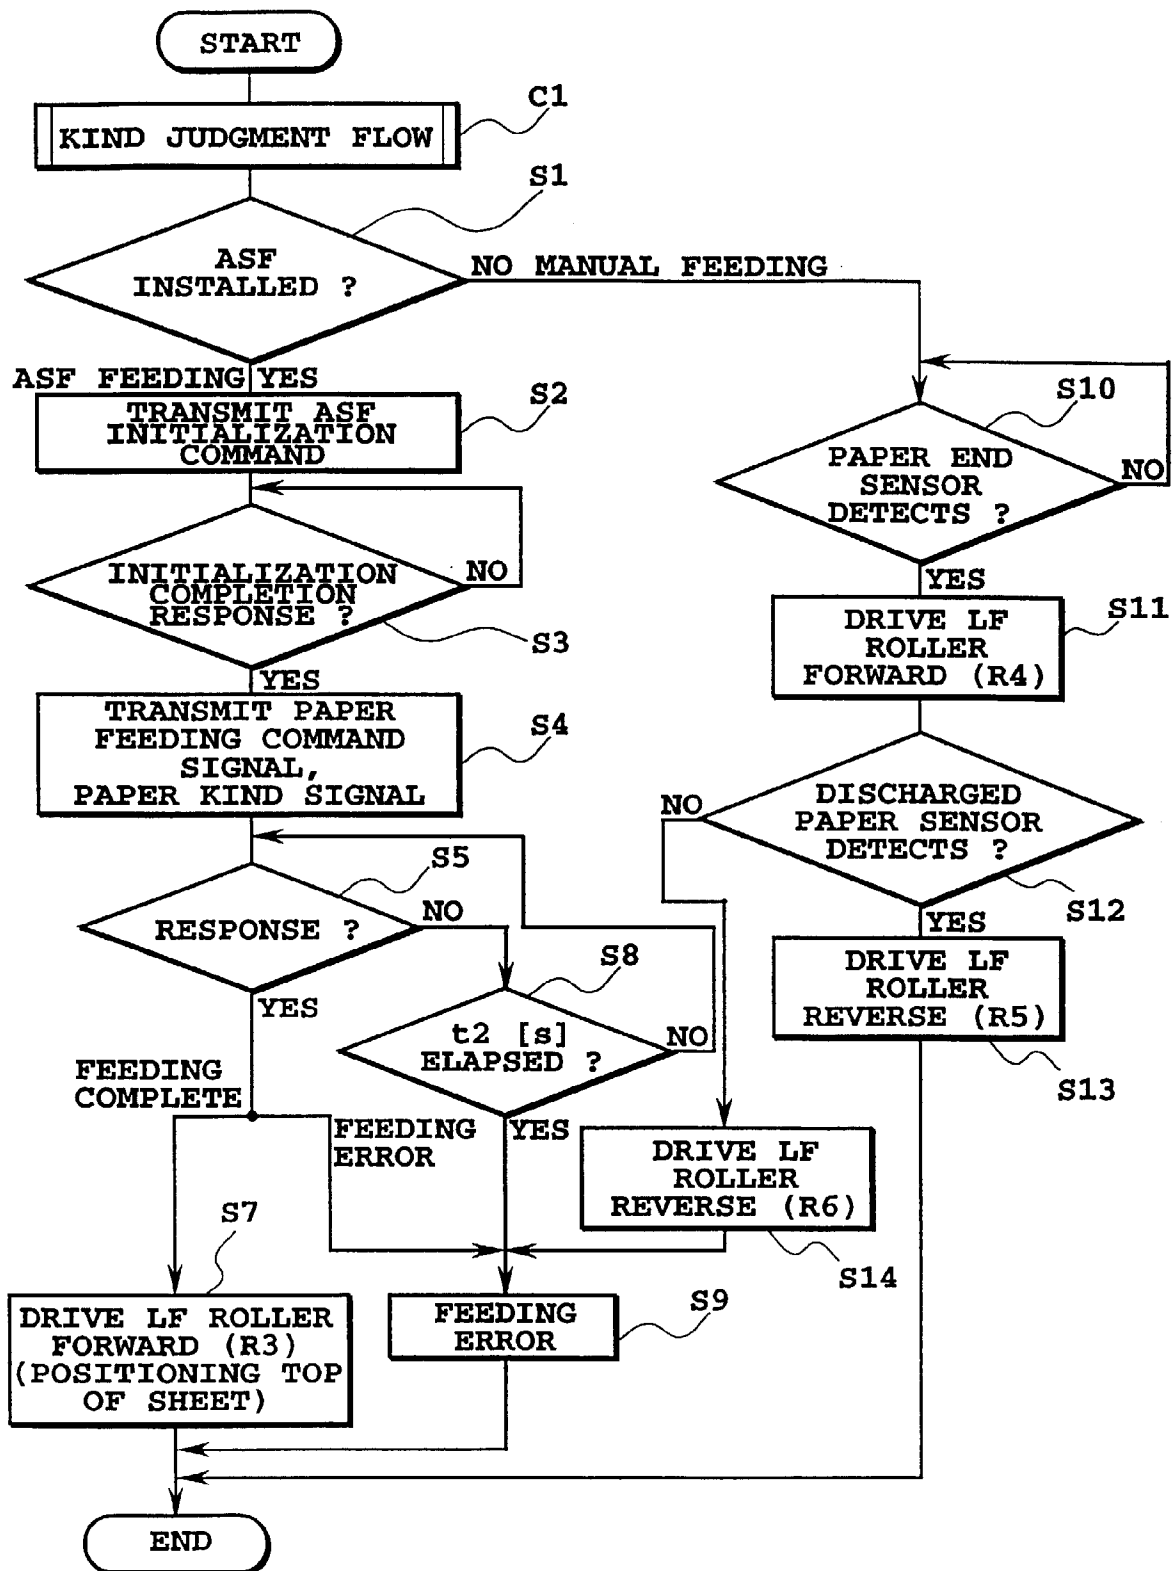 START
C1
KIND JUDGMENT FLOW
S1
ASF
INSTALLED ?
NO MANUAL FEEDING
ASF FEEDING YES
S2
TRANSMIT ASF
INITIALIZATION
COMMAND
S10
PAPER END
SENSOR
DETECTS ?
NO
INITIALIZATION
COMPLETION
RESPONSE ?
NO
S3
YES
YES
S11
DRIVE LF
ROLLER
FORWARD (R4)
TRANSMIT PAPER
FEEDING COMMAND
SIGNAL,
PAPER KIND SIGNAL
S4
NO
DISCHARGED
PAPER SENSOR
DETECTS ?
S12
S5
RESPONSE ?
NO
YES
YES
DRIVE LF
ROLLER
REVERSE (R5)
S13
S8
t2 [s]
ELAPSED ?
NO
FEEDING
COMPLETE
FEEDING
ERROR
YES
DRIVE LF
ROLLER
REVERSE (R6)
S14
S7
DRIVE LF ROLLER
FORWARD (R3)
(POSITIONING TOP
OF SHEET)
FEEDING
ERROR
S9
END